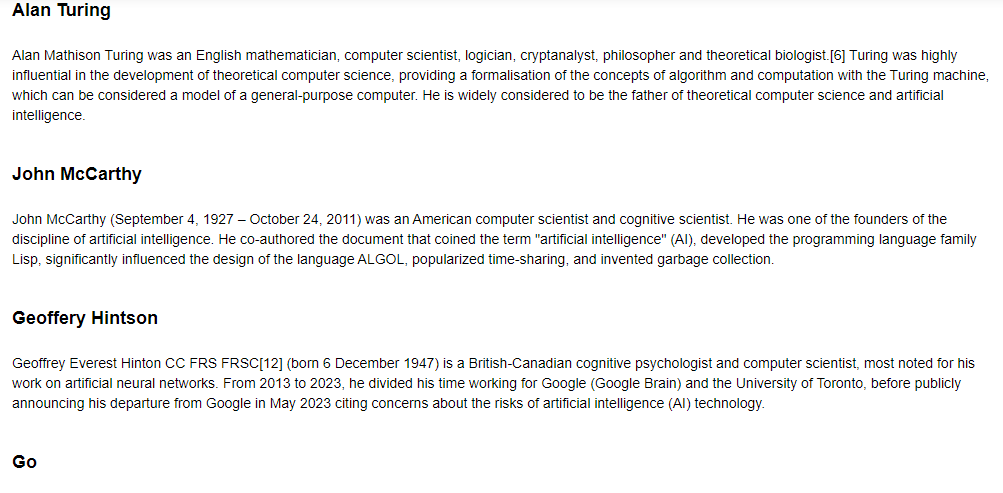 Alan Turing
Alan Mathison Turing was an English mathematician, computer scientist, logician, cryptanalyst, philosopher and theoretical biologist.[6] Turing was highly
influential in the development of theoretical computer science, providing a formalisation of the concepts of algorithm and computation with the Turing machine,
which can be considered a model of a general-purpose computer. He is widely considered to be the father of theoretical computer science and artificial
intelligence.
John McCarthy
John McCarthy (September 4, 1927 – October 24, 2011) was an American computer scientist and cognitive scientist. He was one of the founders of the
discipline of artificial intelligence. He co-authored the document that coined the term "artificial intelligence" (AI), developed the programming language family
Lisp, significantly influenced the design of the language ALGOL, popularized time-sharing, and invented garbage collection.
Geoffery Hintson
Geoffrey Everest Hinton CC FRS FRSC[12] (born 6 December 1947) is a British-Canadian cognitive psychologist and computer scientist, most noted for his
work on artificial neural networks. From 2013 to 2023, he divided his time working for Google (Google Brain) and the University of Toronto, before publicly
announcing his departure from Google in May 2023 citing concerns about the risks of artificial intelligence (AI) technology.
Go